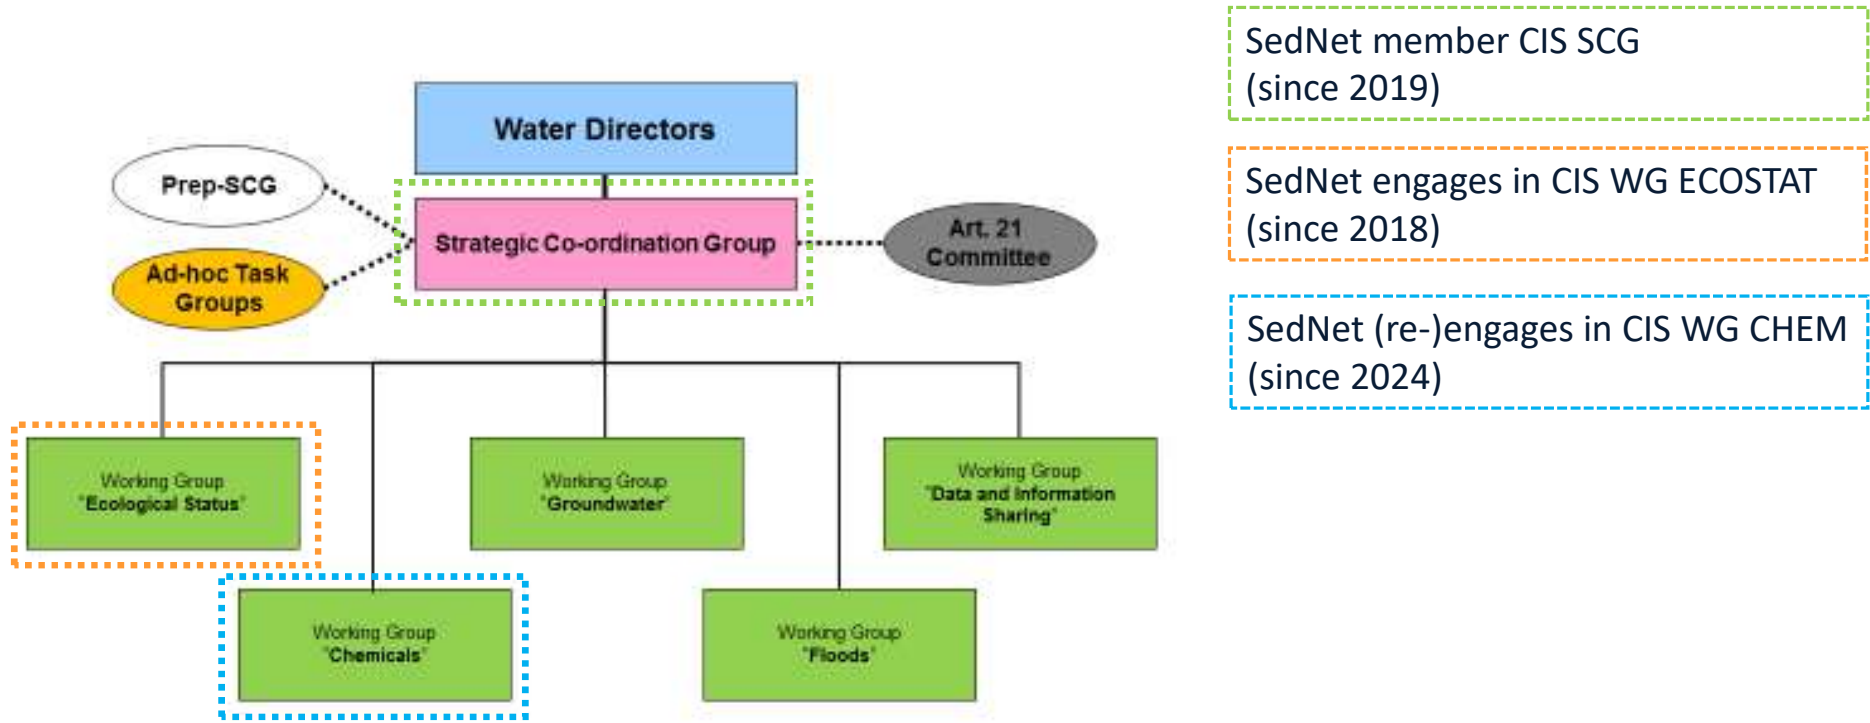 Water Directors
Prep-SCG
Strategic Co-ordination Group
Art. 21
Committee
Ad-hoc Task
Groups
Working Group
"Ecological Status"
Working Group
"Groundwater"
Working Group
"Data and Information
Sharing"
Working Group
"Chemicals"
Working Group
"Floods"
SedNet member CIS SCG
(since 2019)
SedNet engages in CIS WG ECOSTAT
(since 2018)
SedNet (re-)engages in CIS WG CHEM
(since 2024)